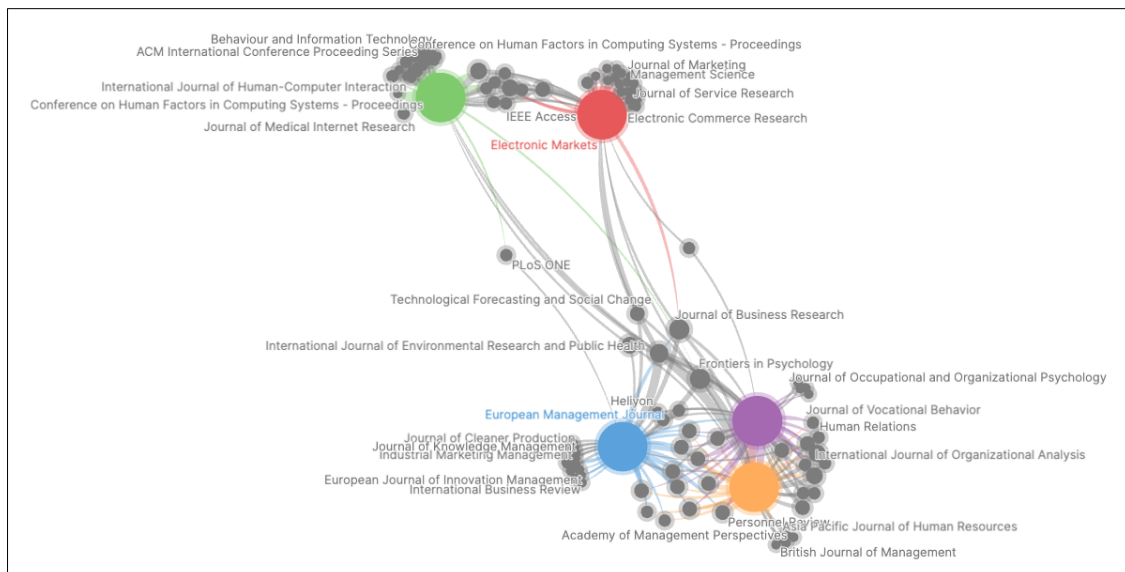 Behaviour and Information Technology
Conference on Human Factors in Computing Systems - Proceedings
ACM International Conference Proceeding Series
Journal of Marketing
Management Science
International Journal of Human-Computer Interaction
Journal of Service Research
Conference on Human Factors in Computing Systems - Proceedings
IEEE Access
Electronic Commerce Research
Journal of Medical Internet Research
Electronic Markets
PLoS ONE
Technological Forecasting and Social Change
Journal of Business Research
International Journal of Environmental Research and Public Health
Frontiers in Psychology
Journal of Occupational and Organizational Psychology
Heliyon
European Management Journal
Journal of Vocational Behavior
Human Relations
Journal of Cleaner Production
Journal of Knowledge Management
Industrial Marketing Management
International Journal of Organizational Analysis
European Journal of Innovation Management
International Business Review
Personnel Review
Asia Pacific Journal of Human Resources
Academy of Management Perspectives
British Journal of Management